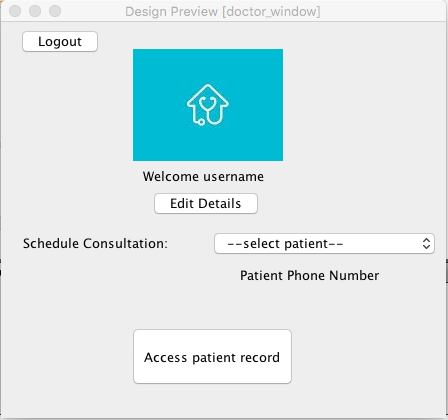 Design Preview [doctor_window]
Logout
Welcome username
Edit Details
Schedule Consultation: --select patient--
Patient Phone Number
Access patient record